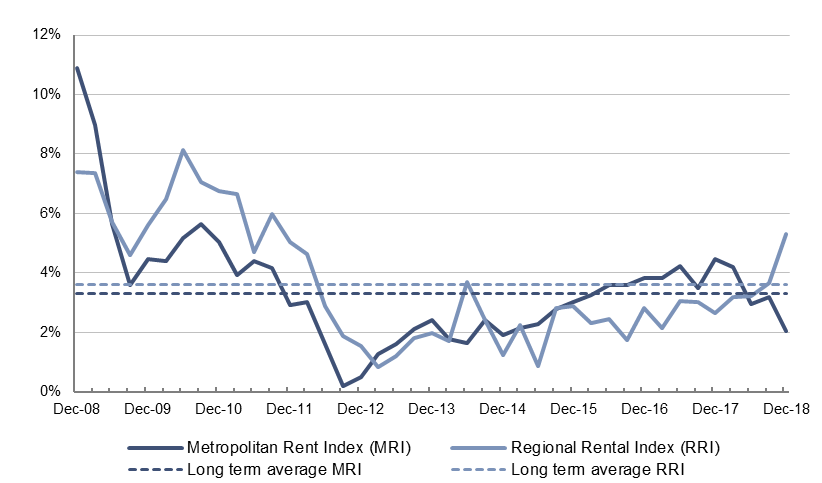 12%
10%
8%
6%
4%
2%
0%
Dec-08 Dec-09 Dec-10 Dec-11 Dec-12 Dec-13 Dec-14 Dec-15 Dec-16 Dec-17 Dec-18
Metropolitan Rent Index (MRI) Regional Rental Index (RRI)
Long term average MRI Long term average RRI